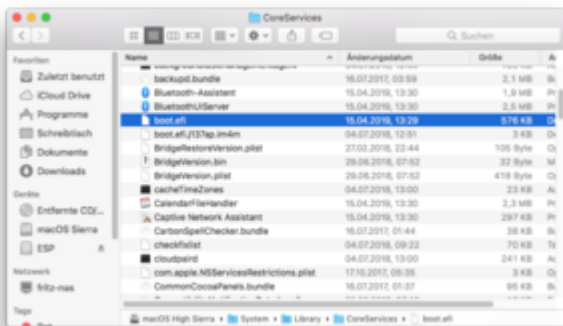 CoreServices
Suchen
Favoriten
Zuletzt benutzt
iCloud Drive
Programme
Schreibtisch
Dokumente
Downloads
Geräte
Entfernte CD/...
macOS Sierra
ESP
Netzwerk
fritz-nas
Tags
Name Änderungsdatum Größe
backupd.bundle 16.07.2017, 03:59 2,1 MB
Bluetooth-Assistent 15.04.2019, 13:30 1,9 MB
BluetoothUIServer 15.04.2019, 13:30 2,5 MB
boot.efi 15.04.2019, 13:29 576 KB
boot.efi.j137ap.im4m 04.07.2018, 12:51 3 KB
BridgeRestoreVersion.plist 27.02.2018, 22:44 105 Byte
BridgeVersion.bin 29.06.2018, 07:52 32 Byte
BridgeVersion.plist 29.06.2018, 07:52 418 Byte
cacheTimeZones 04.07.2018, 13:00 23 KB
CalendarFileHandler 15.04.2019, 13:30 2,3 MB
Captive Network Assistant 15.04.2019, 13:30 297 KB
CarbonSpellChecker.bundle 16.07.2017, 01:44 38 KB
checkfixlist 04.07.2018, 09:22 70 KB
cloudpaird 04.07.2018, 13:00 241 KB
com.apple.NSServicesRestrictions.plist 17.10.2017, 05:35 3 KB
CommonCocoaPanels.bundle 16.07.2017, 01:37 95 KB
macOS High Sierra › System › Library › CoreServices › boot.efi